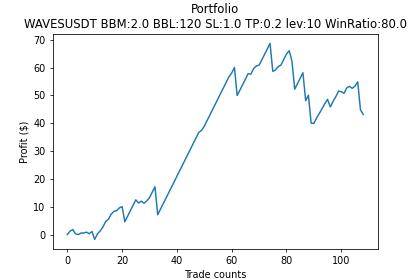 Portfolio
WAVESUSDT BBM:2.0 BBL:120 SL:1.0 TP:0.2 lev:10 WinRatio:80.0
70
60
50
40
30
20
10
0
Profit ($)
0 20 40 60 80 100
Trade counts